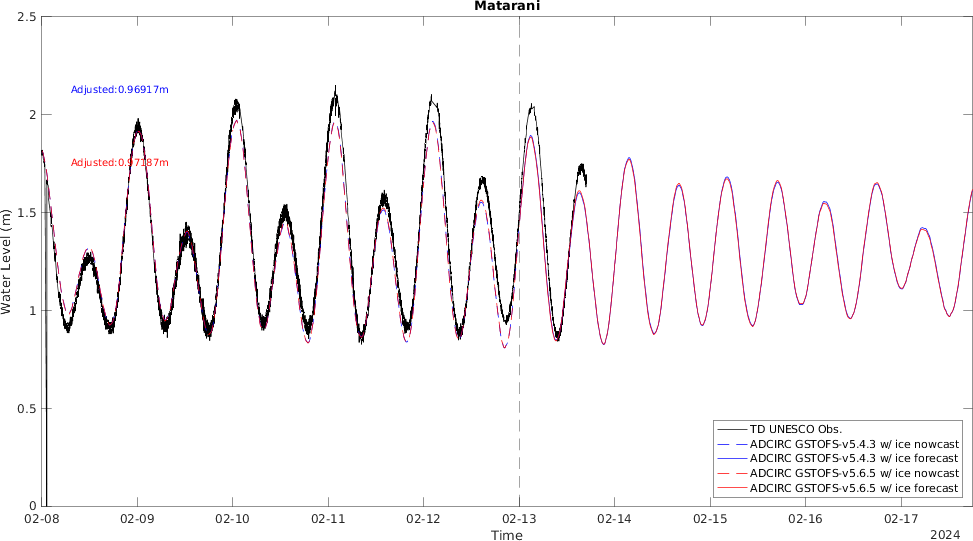 Matarani
2.5
Adjusted:0.96917m
2
Adjusted:0.97187m
1.5
Water Level (m)
1
0.5
TD UNESCO Obs.
ADCIRC GSTOFS-v5.4.3 w/ ice nowcast
ADCIRC GSTOFS-v5.4.3 w/ ice forecast
ADCIRC GSTOFS-v5.6.5 w/ ice nowcast
ADCIRC GSTOFS-v5.6.5 w/ ice forecast
0
02-08 02-09 02-10 02-11 02-12 02-13 02-14 02-15 02-16 02-17
Time
2024